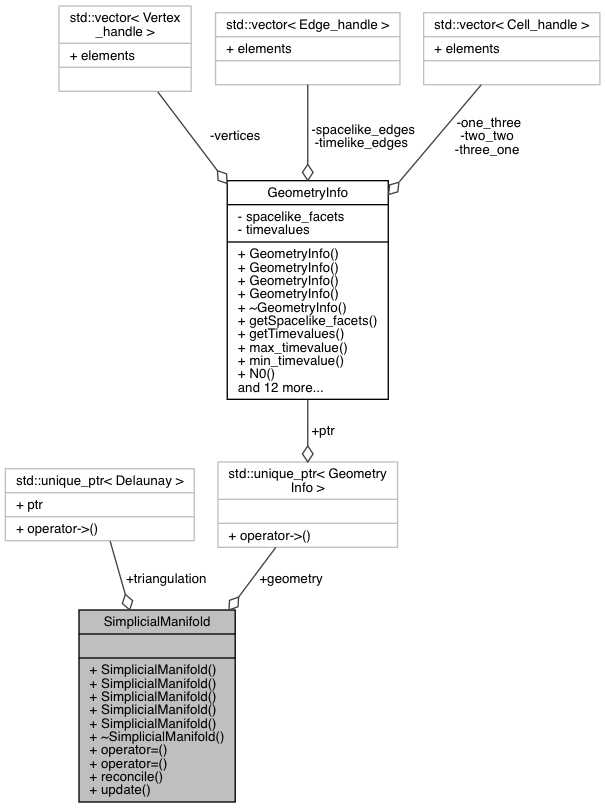 std::vector< Vertex
_handle >
+ elements
std::vector< Edge_handle >
+ elements
std::vector< Cell_handle >
+ elements
-vertices
-spacelike_edges
-timelike_edges
-one_three
-two_two
-three_one
GeometryInfo
- spacelike_facets
- timevalues
+ GeometryInfo()
+ GeometryInfo()
+ GeometryInfo()
+ GeometryInfo()
+ ~GeometryInfo()
+ getSpacelike_facets()
+ getTimevalues()
+ max_timevalue()
+ min_timevalue()
+ N0()
and 12 more...
+ptr
std::unique_ptr< Delaunay >
+ ptr
+ operator->()
std::unique_ptr< Geometry
Info >
+ operator->()
+triangulation
+geometry
SimplicialManifold
+ SimplicialManifold()
+ SimplicialManifold()
+ SimplicialManifold()
+ SimplicialManifold()
+ SimplicialManifold()
+ ~SimplicialManifold()
+ operator=()
+ operator=()
+ reconcile()
+ update()